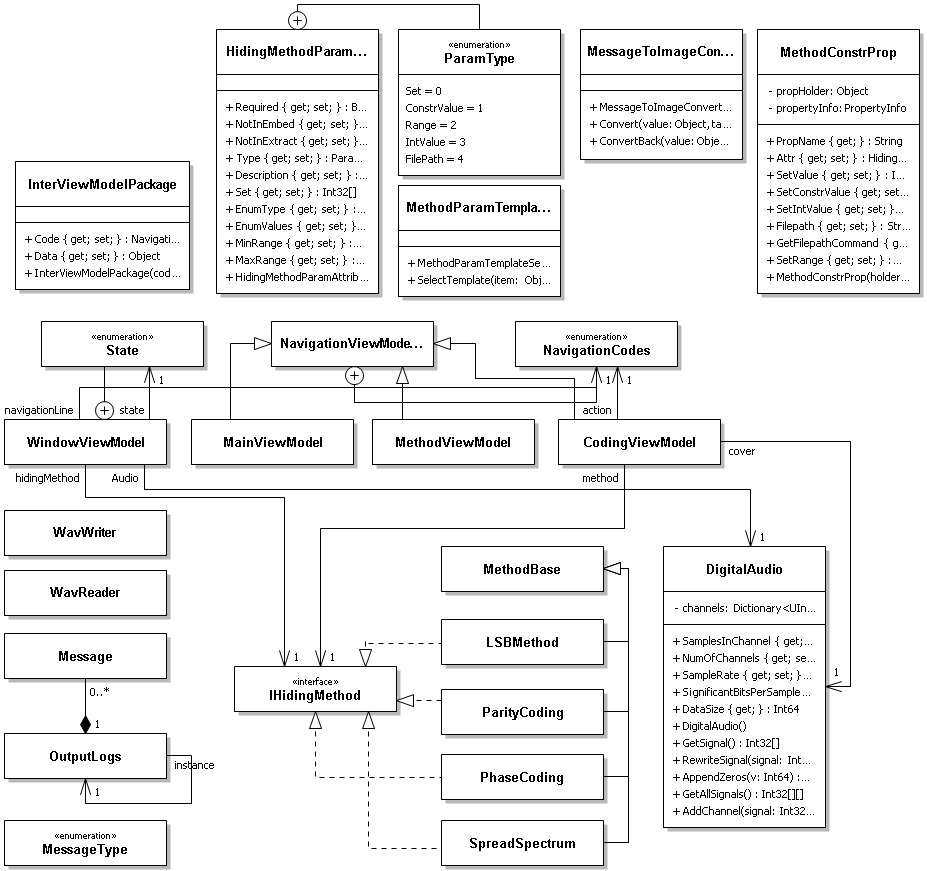 HidingMethodParam...
+ Required { get; set; } : B...
+ NotInEmbed { get; set; }...
+ NotInExtract { get; set; }...
+ Type { get; set; } : Para...
+ Description { get; set; } :...
+ Set { get; set; } : Int32[]
+ EnumType { get; set; } :...
+ EnumValues { get; set; } :...
+ MinRange { get; set; } :...
+ MaxRange { get; set; } :...
+ HidingMethodParamAttrib...
«enumeration»
ParamType
Set = 0
ConstrValue = 1
Range = 2
IntValue = 3
FilePath = 4
MessageToImageCon...
+ MessageToImageConvert...
+ Convert(value: Object,ta...
+ ConvertBack(value: Obje...
MethodConstrProp
- propHolder: Object
- propertyInfo: PropertyInfo
+ PropName { get; } : String
+ Attr { get; set; } : Hiding...
+ SetValue { get; set; } : I...
+ SetConstrValue { get; set...
+ SetIntValue { get; set; }...
+ Filepath { get; set; } : Str...
+ GetFilepathCommand { g...
+ SetRange { get; set; } :...
+ MethodConstrProp(holder...
InterViewModelPackage
+ Code { get; set; } : Navigati...
+ Data { get; set; } : Object
+ InterViewModelPackage(cod...
MethodParamTempla...
+ MethodParamTemplateSe...
+ SelectTemplate(item: Obj...
«enumeration»
State
NavigationViewMode...
«enumeration»
NavigationCodes
1
1
1
navigationLine
state
action
WindowViewModel
MainViewModel
MethodViewModel
CodingViewModel
cover
hidingMethod
Audio
method
WavWriter
1
WavReader
MethodBase
DigitalAudio
- channels: Dictionary<UIn...
+ SamplesInChannel { get;...
+ NumOfChannels { get; se...
+ SampleRate { get; set; }...
+ SignificantBitsPerSample...
+ DataSize { get; } : Int64
+ DigitalAudio()
+ GetSignal() : Int32[]
+ RewriteSignal(signal: Int...
+ AppendZeros(v: Int64) :...
+ GetAllSignals() : Int32[][]
+ AddChannel(signal: Int32...
1
LSBMethod
Message
1
1
«interface»
IHidingMethod
0..*
ParityCoding
1
OutputLogs
instance
1
PhaseCoding
«enumeration»
MessageType
SpreadSpectrum